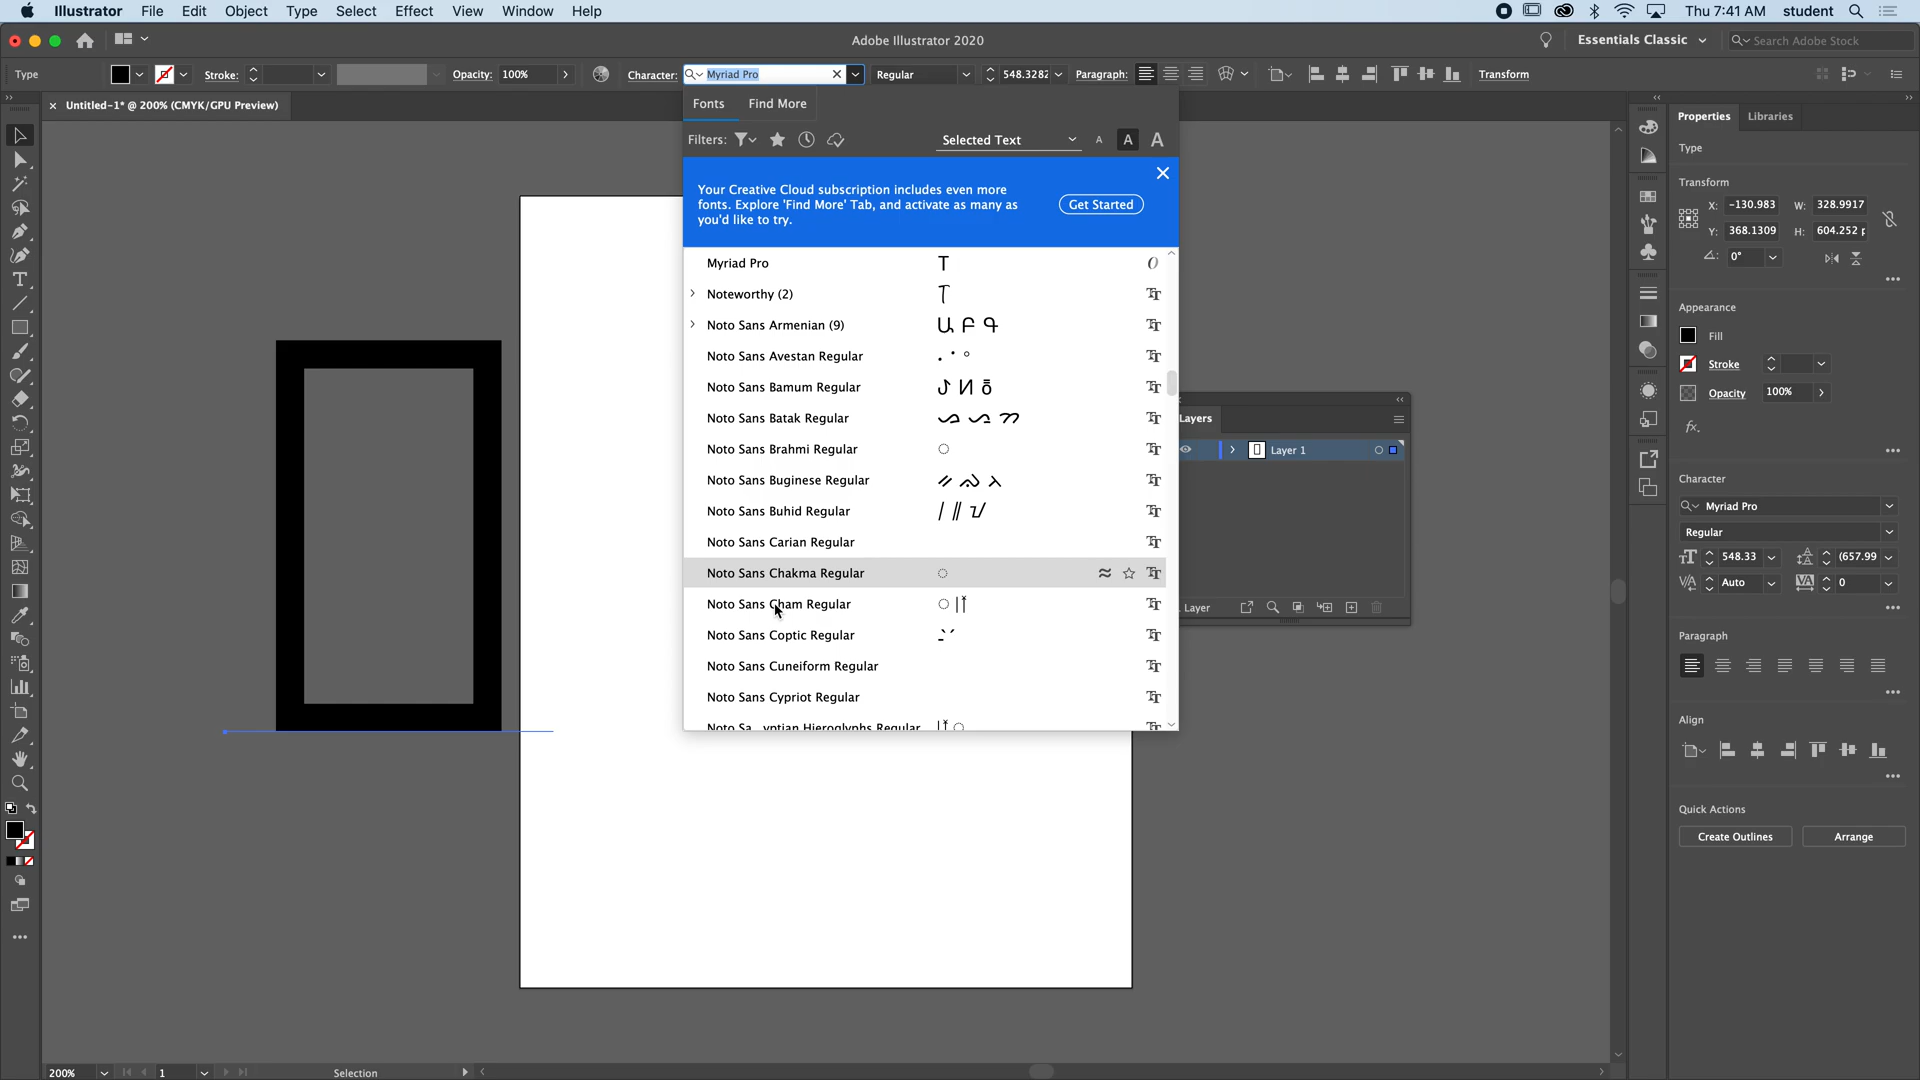 Illustrator File Edit Object Type Select Effect View Window Help
Thu 7:41 AM student
Adobe Illustrator 2020
Essentials Classic
Search Adobe Stock
Type
Stroke:
Opacity: 100%
Character: Myriad Pro
Regular
548.3282
Paragraph:
Transform
Untitled-1* @ 200% (CMYK/GPU Preview)
Fonts Find More
Filters:
Selected Text
A A A
Your Creative Cloud subscription includes even more
fonts. Explore 'Find More' Tab, and activate as many as
you'd like to try.
Get Started
Myriad Pro T
Noteworthy (2) T
Noto Sans Armenian (9) Ա Բ Գ
Noto Sans Avestan Regular
Noto Sans Bamum Regular
Noto Sans Batak Regular
Noto Sans Brahmi Regular
Noto Sans Buginese Regular
Noto Sans Buhid Regular
Noto Sans Carian Regular
Noto Sans Chakma Regular
Noto Sans Cham Regular
Noto Sans Coptic Regular
Noto Sans Cuneiform Regular
Noto Sans Cypriot Regular
Noto Sa...yptian Hieroglyphs Regular
Layers
Layer 1
Layer
Properties Libraries
Type
Transform
X: -130.983 W: 328.9917
Y: 368.1309 H: 604.252 p
0°
Appearance
Fill
Stroke
Opacity 100%
fx.
Character
Myriad Pro
Regular
548.33 (657.99
Auto 0
Paragraph
Align
Quick Actions
Create Outlines Arrange
200% 1 Selection